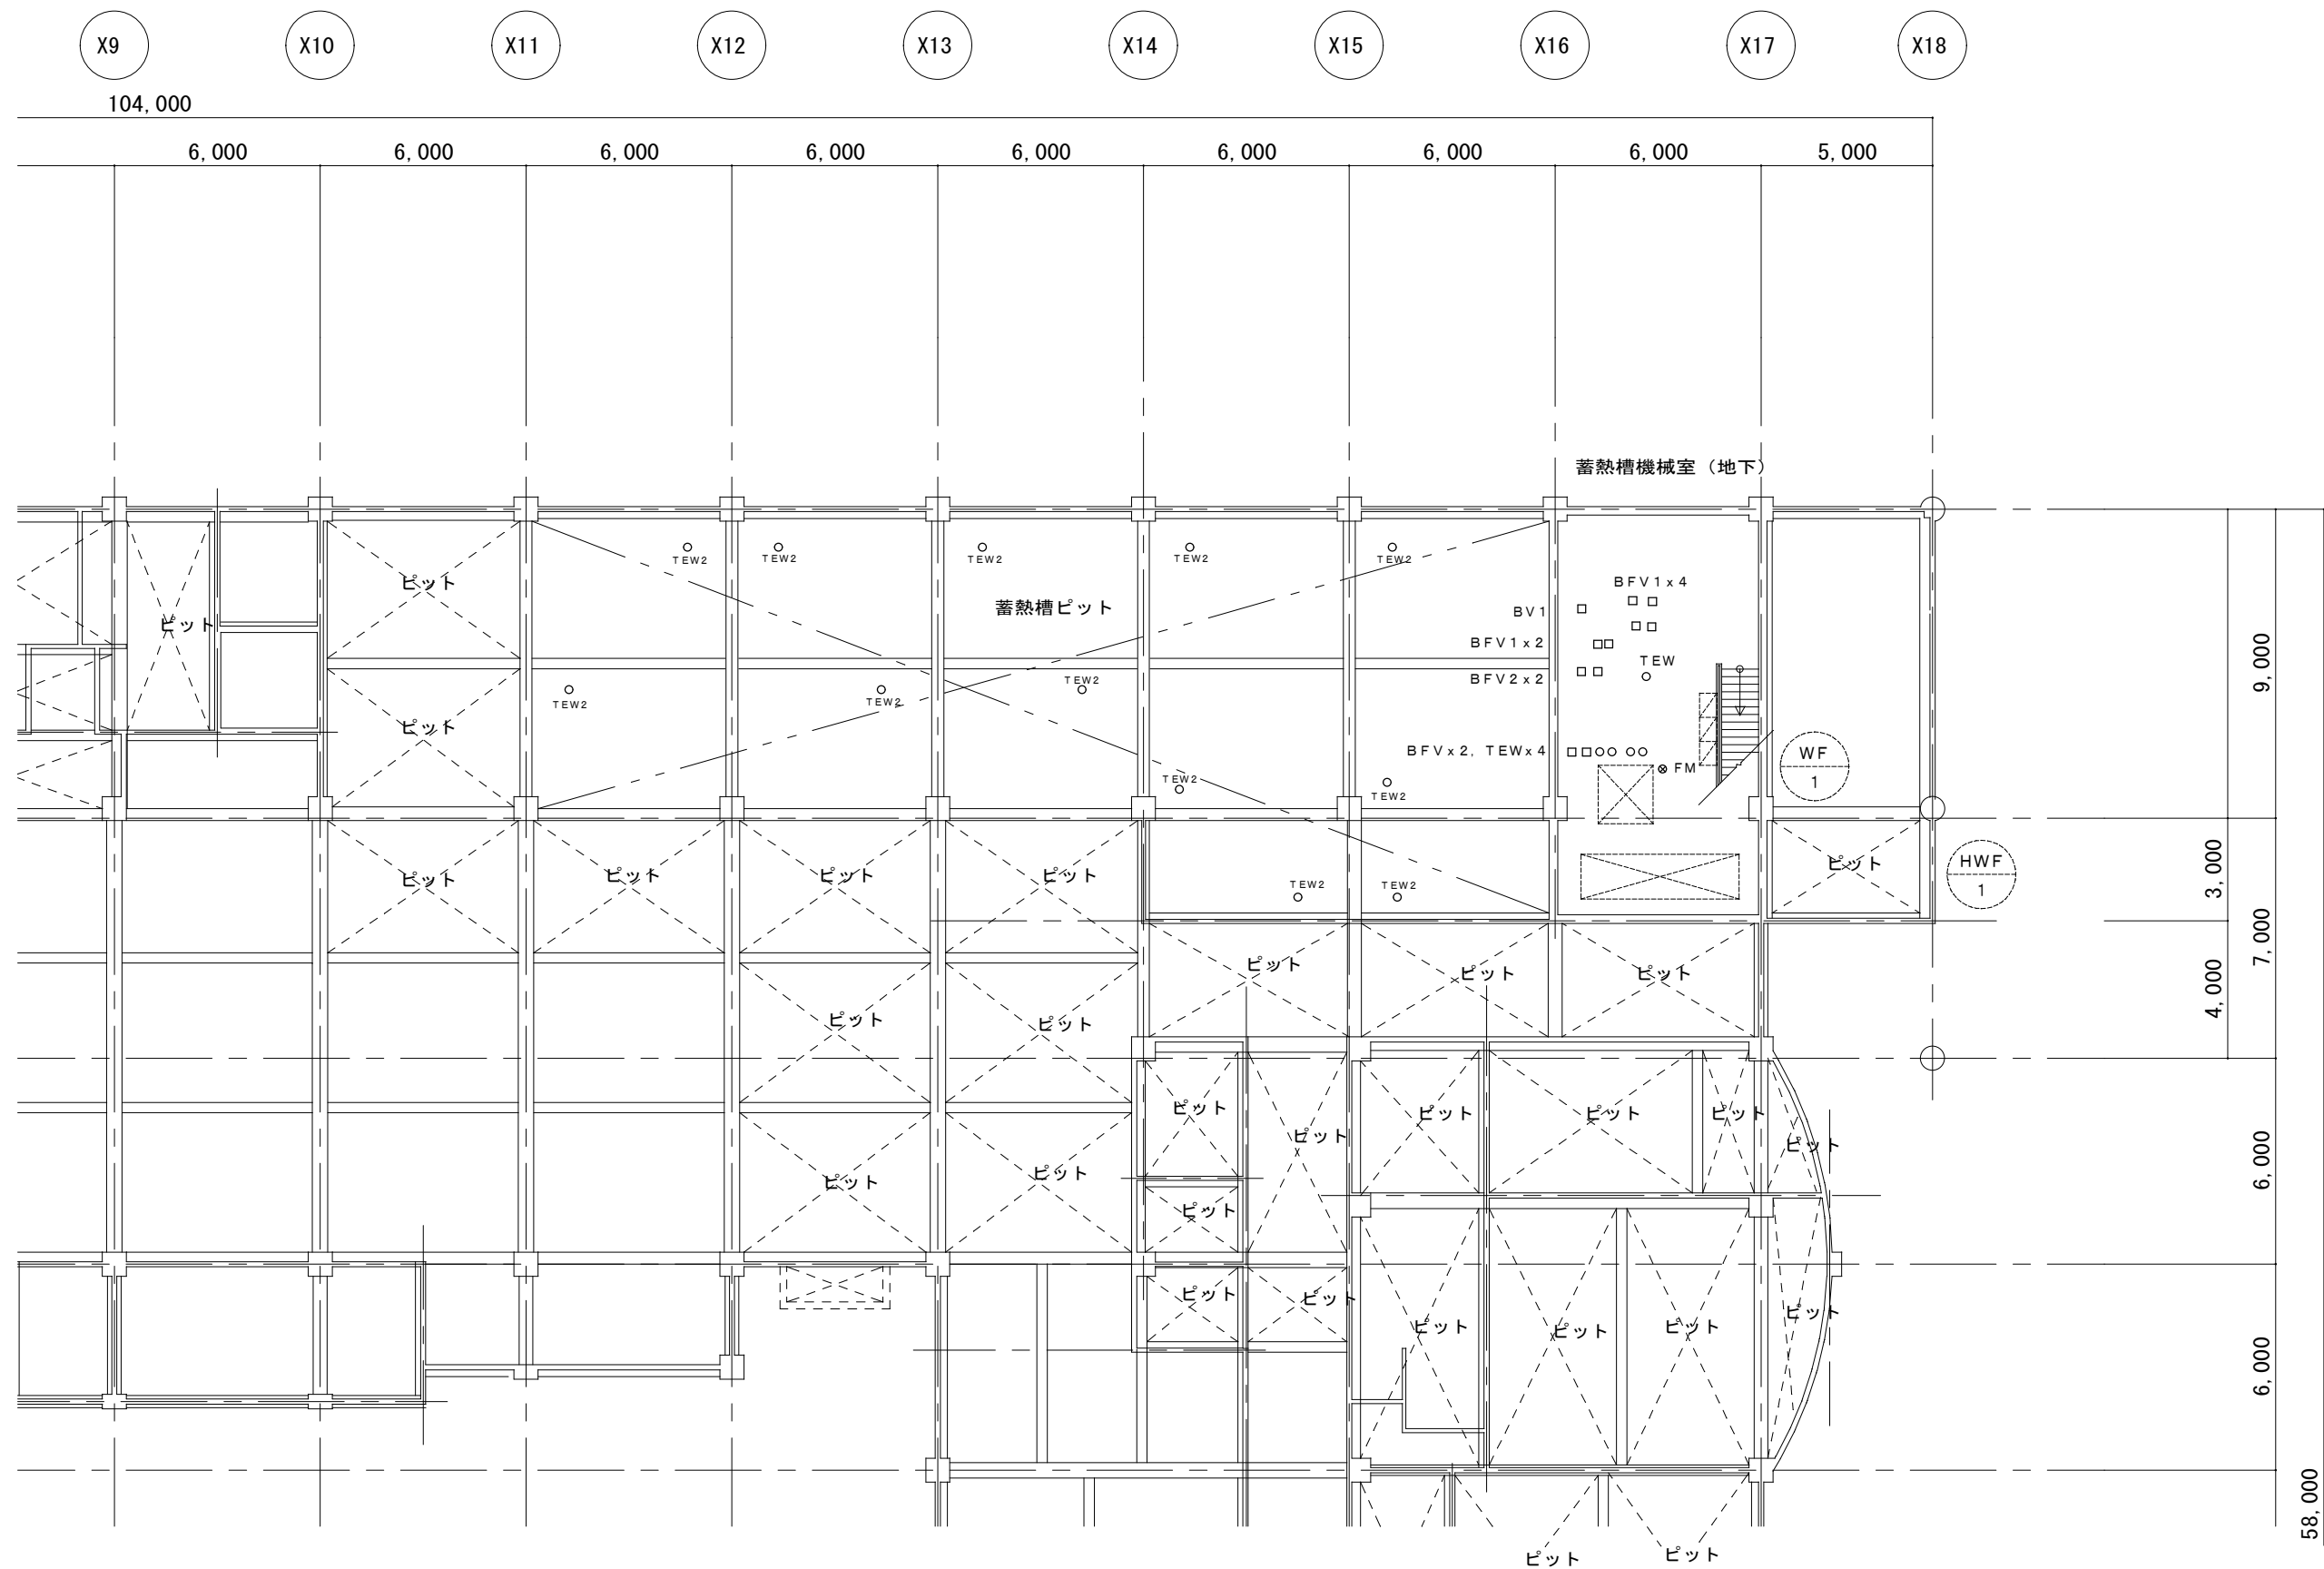 X9 X10 X11 X12 X13 X14 X15 X16 X17 X18
104,000
6,000 6,000 6,000 6,000 6,000 6,000 6,000 6,000 5,000
蓄熱槽機械室（地下）
TEW2 TEW2 TEW2 TEW2 TEW2
ピット
BFV1x4
蓄熱槽ピット
BV1
ピット
BFV1x2
9,000
TEW
BFV2x2
TEW2
TEW2 TEW2
ピット
BFVx2, TEWx4
WF
1
FM
TEW2
TEW2
ピット ピット ピット ピット ピット
HWF
1
3,000
TEW2 TEW2
7,000
ピット ピット ピット
4,000
ピット ピット
ピット ピット ピット ピット
ピット
ピット
6,000
ピット ピット
ピット
ピット ピット
ピット
ピット ピット ピット
6,000
58,000
ピット ピット